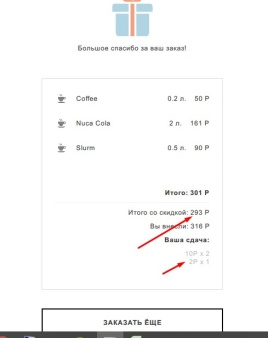 Большое спасибо за ваш заказ!
Coffee 0.2 л. 50 Р
Nuca Cola 2 л. 161 Р
Slurm 0.5 л. 90 Р
Итого: 301 Р
Итого со скидкой: 293 Р
Вы внесли: 316 Р
Ваша сдача:
10Р x 2
2Р x 1
ЗАКАЗАТЬ ЁЩЕ